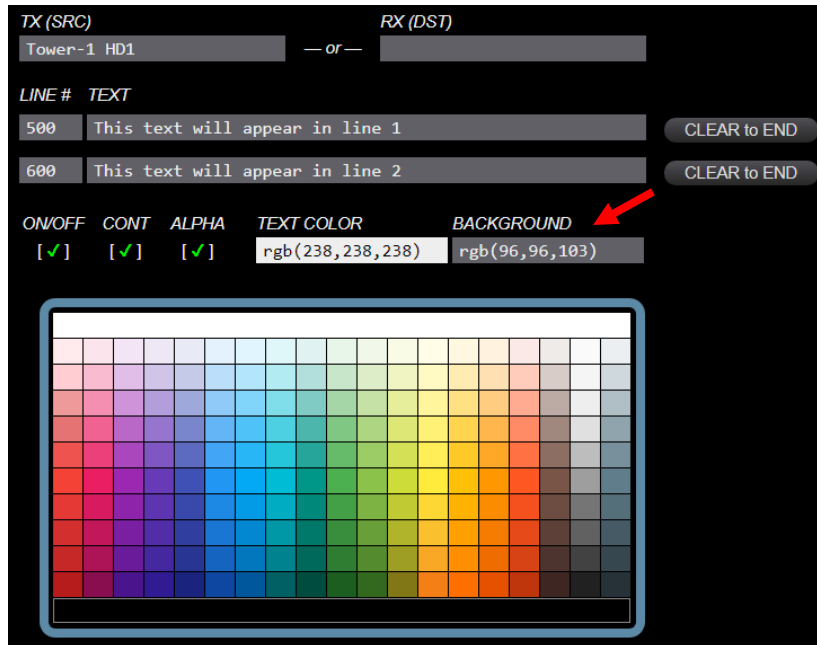 TX (SRC) RX (DST)
Tower-1 HD1 — or —
LINE # TEXT
500 This text will appear in line 1 CLEAR to END
600 This text will appear in line 2 CLEAR to END
ON/OFF CONT ALPHA TEXT COLOR BACKGROUND
[✓] [✓] [✓] rgb(238,238,238) rgb(96,96,103)